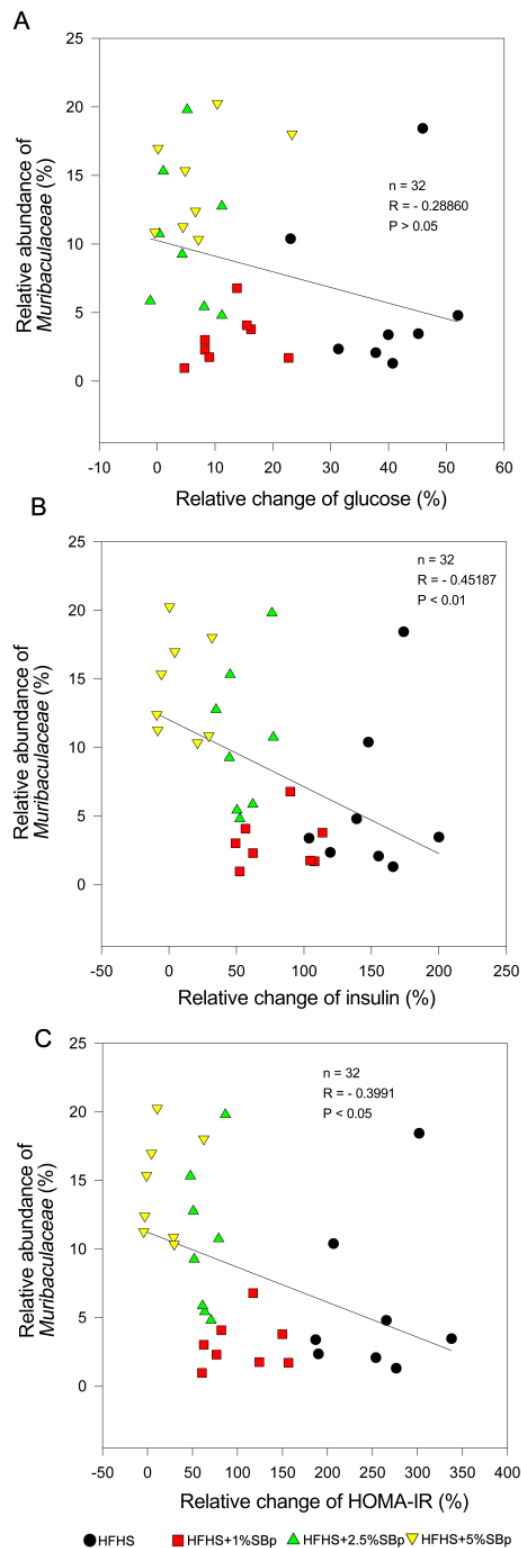 A
25
20
15
10
5
0
n = 32
R = - 0.28860
P > 0.05
Relative abundance of
Muribaculaceae (%)
-10 0 10 20 30 40 50 60
Relative change of glucose (%)
B
25
20
15
10
5
0
n = 32
R = - 0.45187
P < 0.01
Relative abundance of
Muribaculaceae (%)
-50 0 50 100 150 200 250
Relative change of insulin (%)
C
25
20
15
10
5
0
n = 32
R = - 0.3991
P < 0.05
Relative abundance of
Muribaculaceae (%)
-50 0 50 100 150 200 250 300 350 400
Relative change of HOMA-IR (%)
HFHS HFHS+1%SBp HFHS+2.5%SBp HFHS+5%SBp